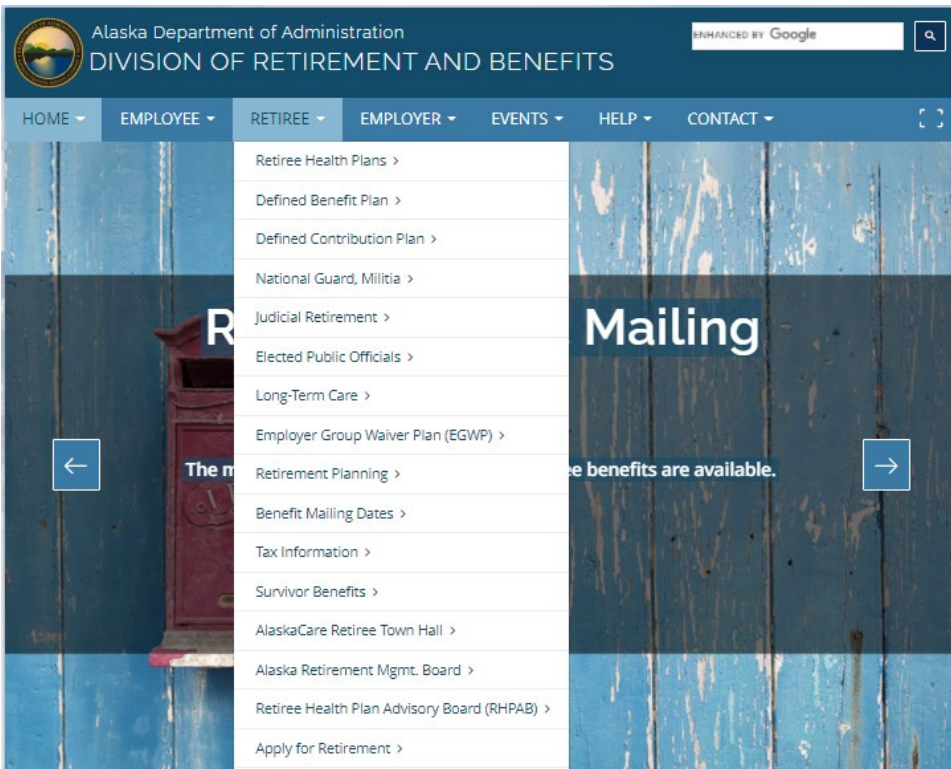 Alaska Department of Administration
DIVISION OF RETIREMENT AND BENEFITS
ENHANCED BY Google
HOME
EMPLOYEE
RETIREE
EMPLOYER
EVENTS
HELP
CONTACT
Retiree Health Plans >
Defined Benefit Plan >
Defined Contribution Plan >
National Guard, Militia >
Judicial Retirement >
Elected Public Officials >
Long-Term Care >
Employer Group Waiver Plan (EGWP) >
Retirement Planning >
Benefit Mailing Dates >
Tax Information >
Survivor Benefits >
AlaskaCare Retiree Town Hall >
Alaska Retirement Mgmt. Board >
Retiree Health Plan Advisory Board (RHPAB) >
Apply for Retirement >
Mailing
The
benefits are available.